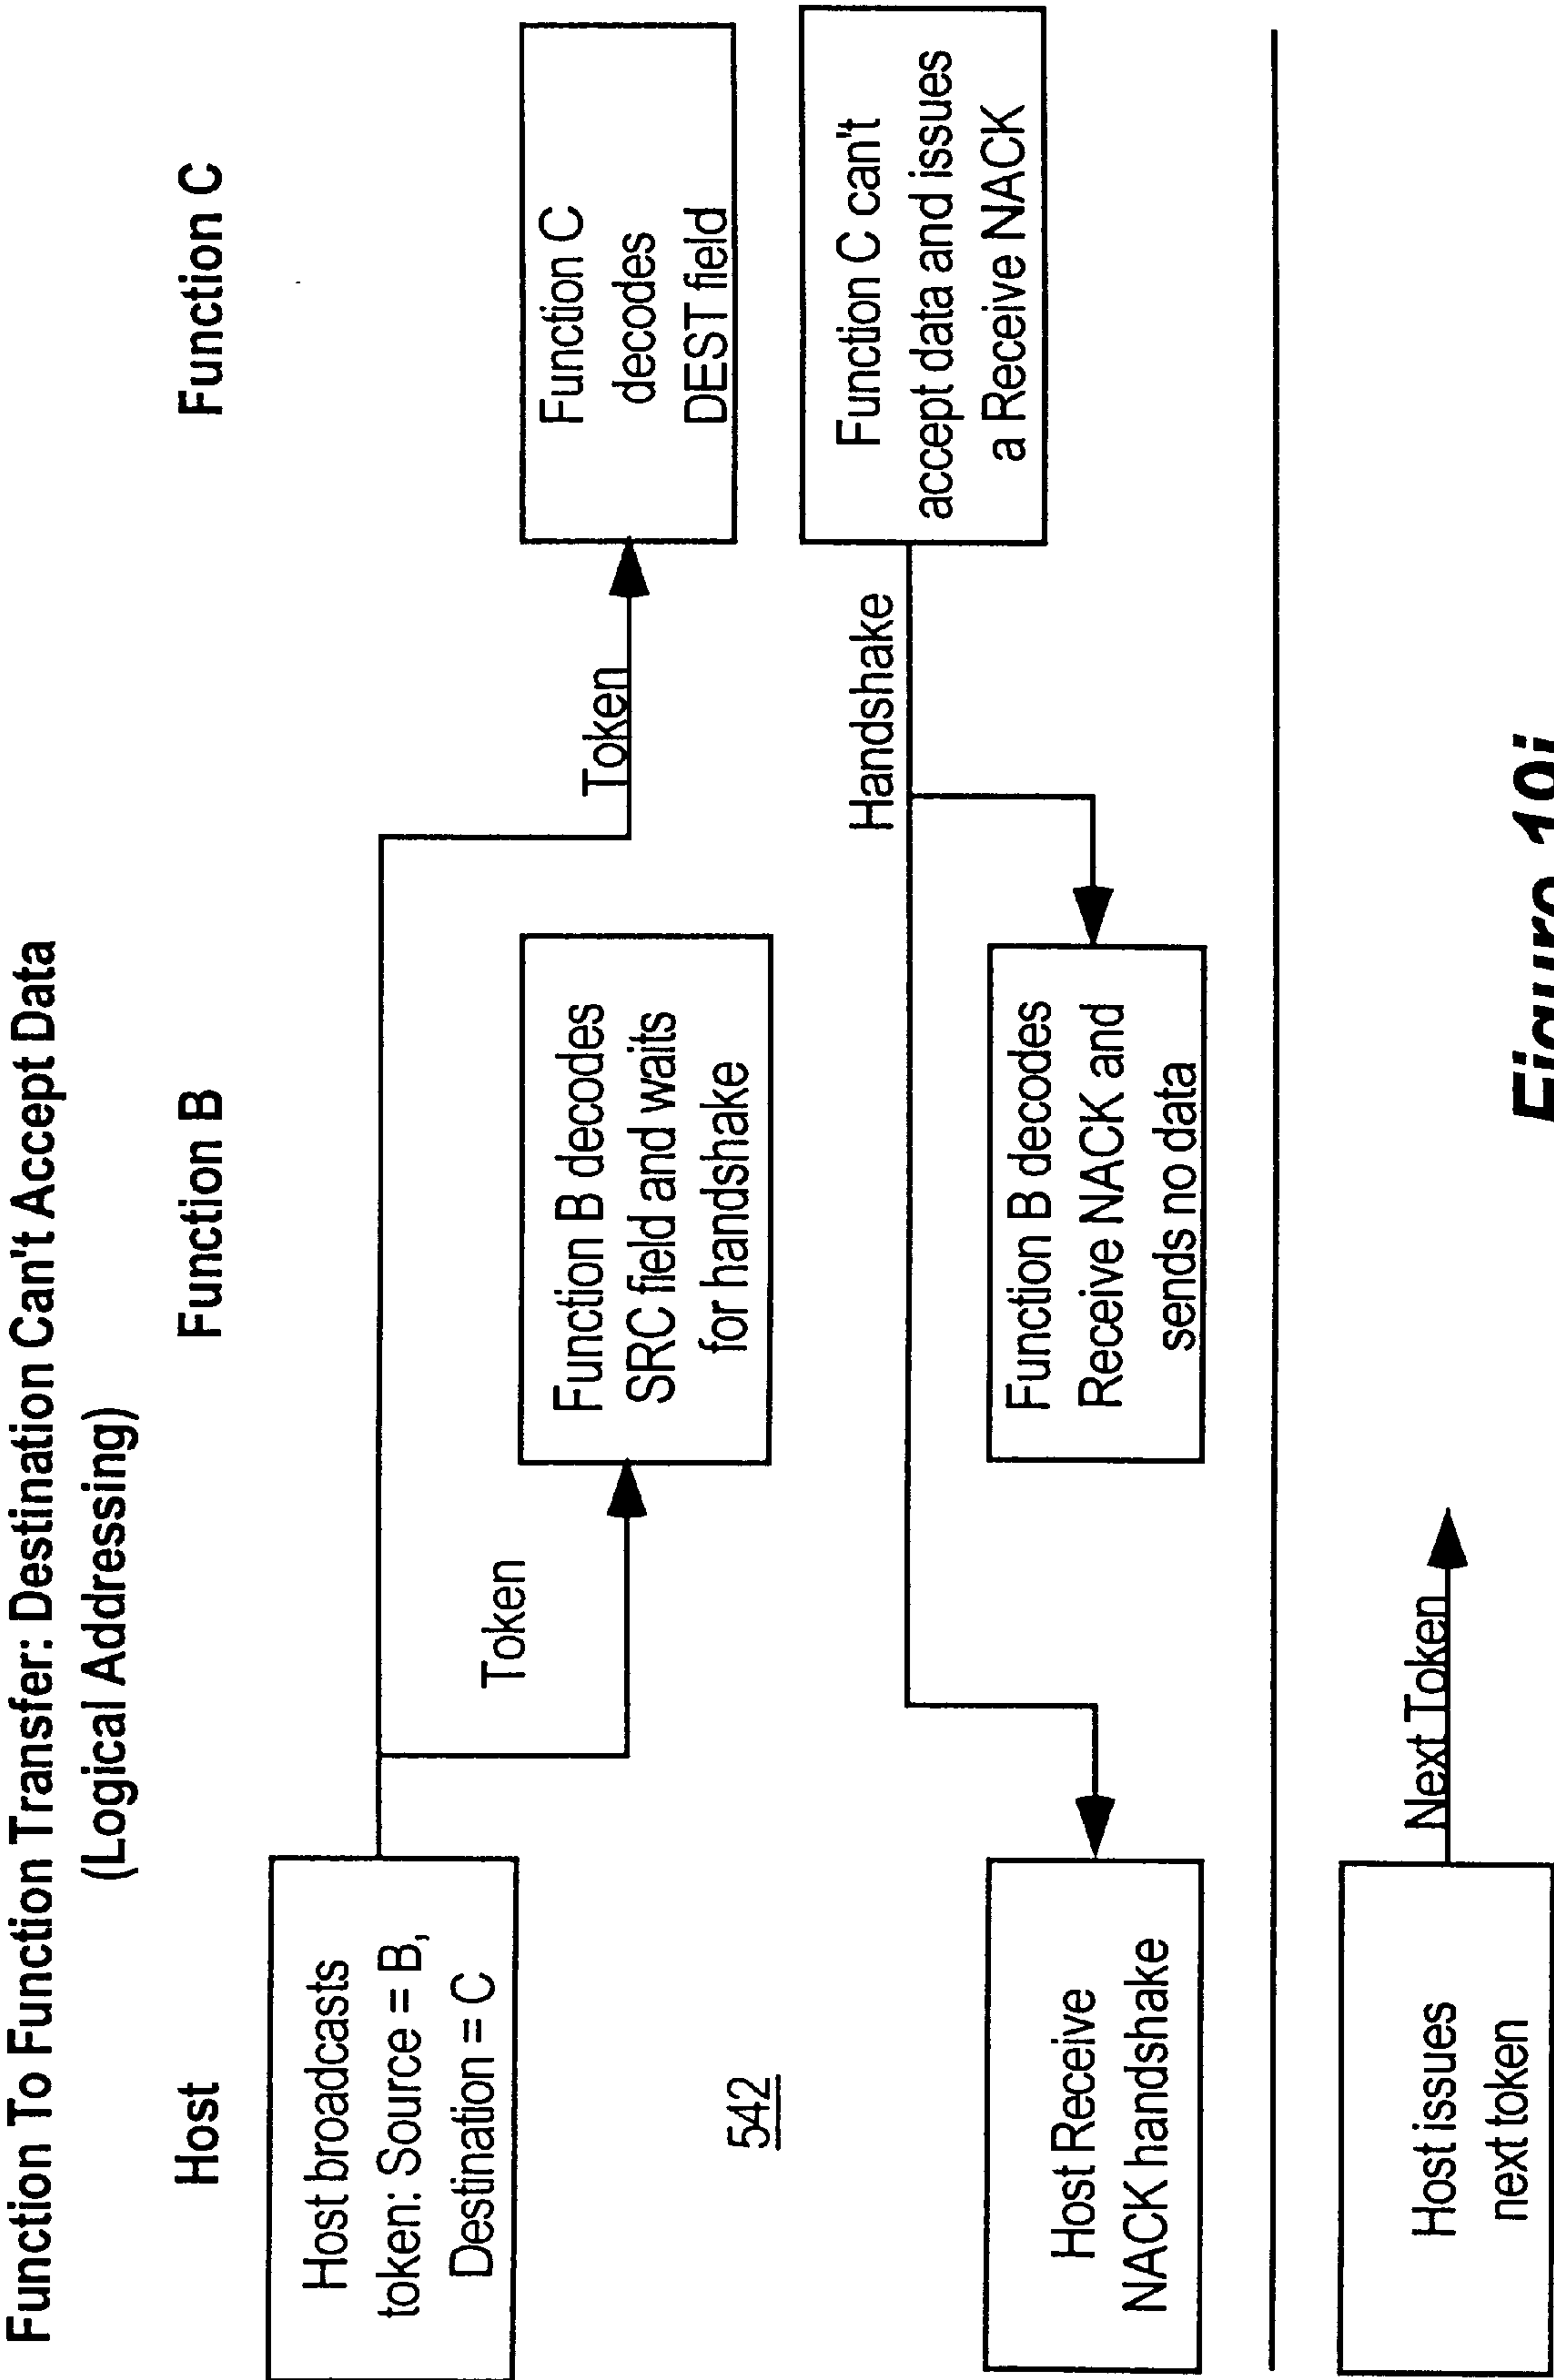 Function To Function Transfer: Destination Can't Accept Data
(Logical Addressing)
Host
Function B
Function C
Host broadcasts
token: Source = B,
Destination = C
Token
Function B decodes
SRC field and waits
for handshake
Token
Function C
decodes
DEST field
542
Handshake
Function C can't
accept data and issues
a Receive NACK
Function B decodes
Receive NACK and
sends no data
Host Receive
NACK handshake
Host issues
next token
Next Token
Figure 10i